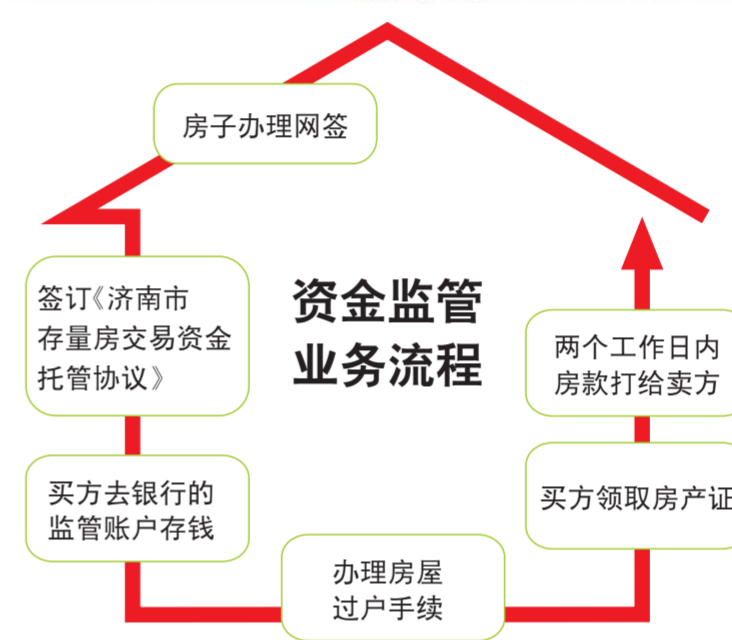 房子办理网签
签订《济南市
存量房交易资金
托管协议》
资金监管
业务流程
两个工作日内
房款打给卖方
买方去银行的
监管账户存钱
买方领取房产证
办理房屋
过户手续